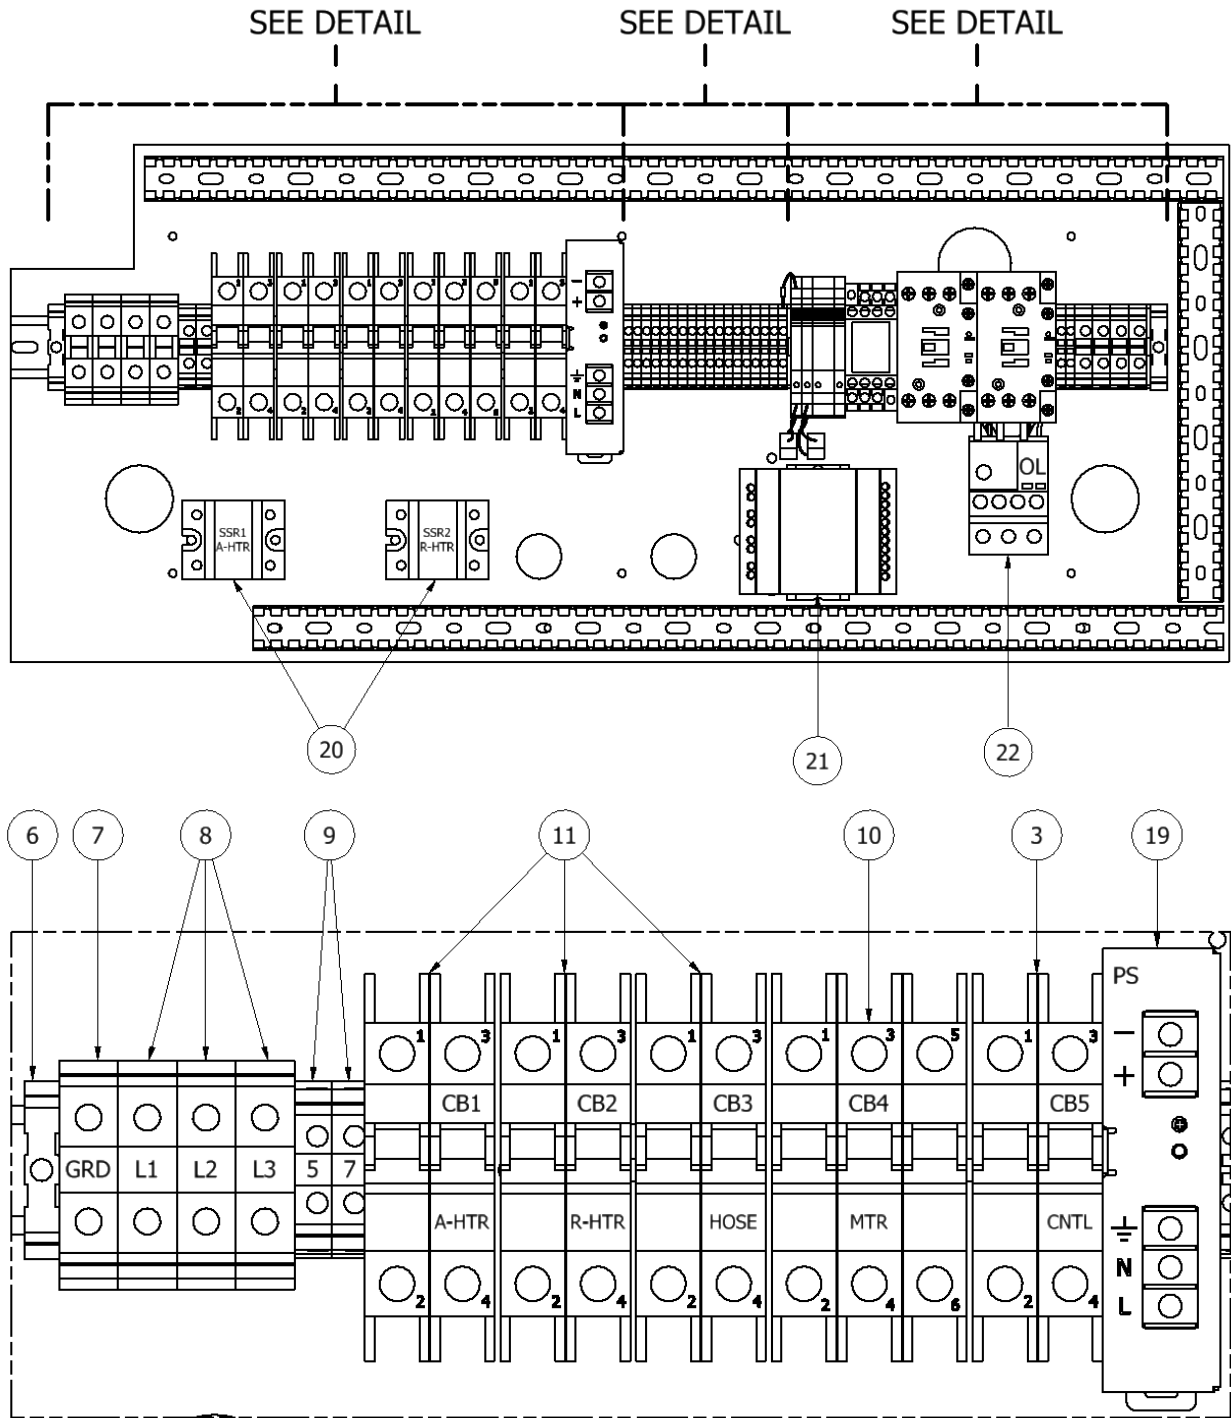 SEE DETAIL SEE DETAIL SEE DETAIL
− +
N
L
SSR1
A-HTR
SSR2
R-HTR
OL
20 21 22
6 7 8 9 11 10 3 19
PS
1 3 1 3 1 3 1 3 5 1 3
− +
CB1 CB2 CB3 CB4 CB5
GRD L1 L2 L3 5 7
A-HTR R-HTR HOSE MTR CNTL
N
L
2 4 2 4 2 4 2 4 6 2 4